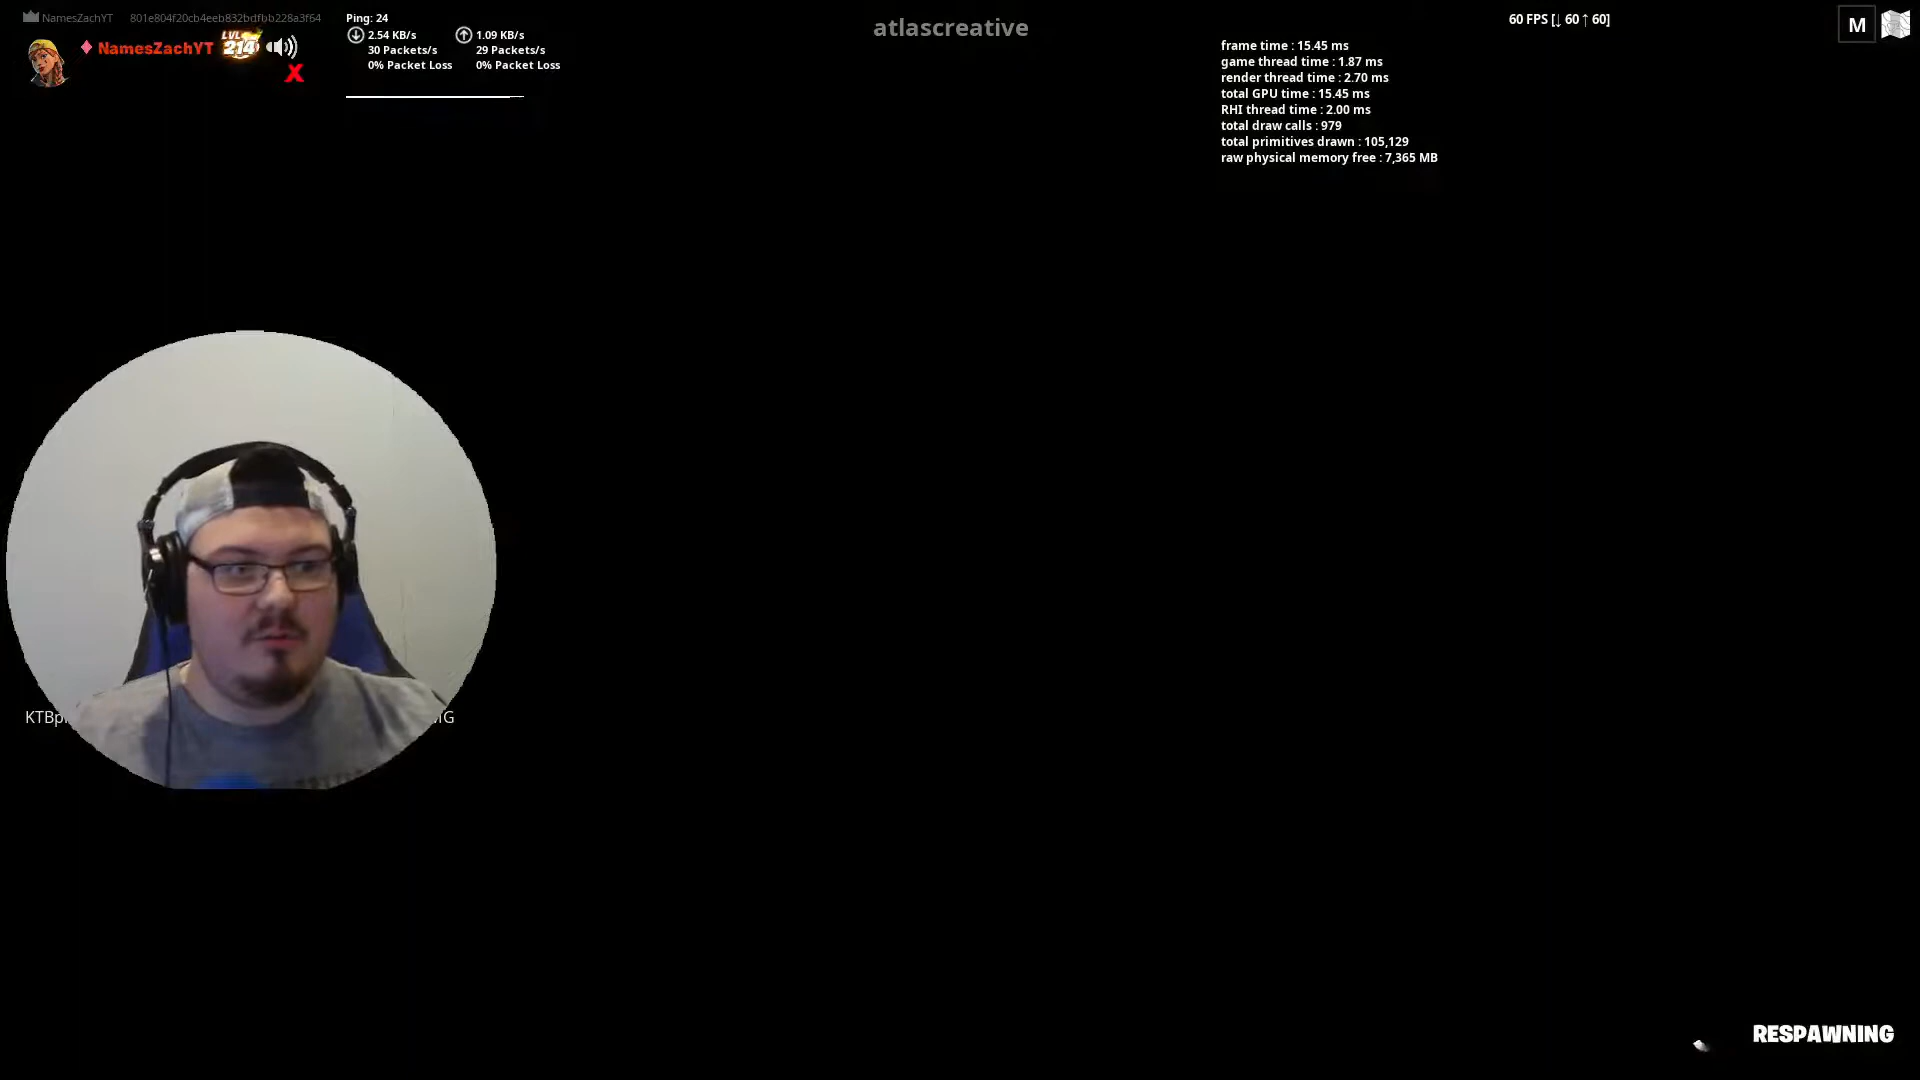 NamesZachYT
Ping: 24
60 FPS [↓ 60 ↑ 60]
atlascreative
M
NamesZachYT LVL 214
2.54 KB/s 1.09 KB/s
30 Packets/s 29 Packets/s
0% Packet Loss 0% Packet Loss
X
frame time : 15.45 ms
game thread time : 1.87 ms
render thread time : 2.70 ms
total GPU time : 15.45 ms
RHI thread time : 2.00 ms
total draw calls : 979
total primitives drawn : 105,129
raw physical memory free : 7,365 MB
RESPAWNING